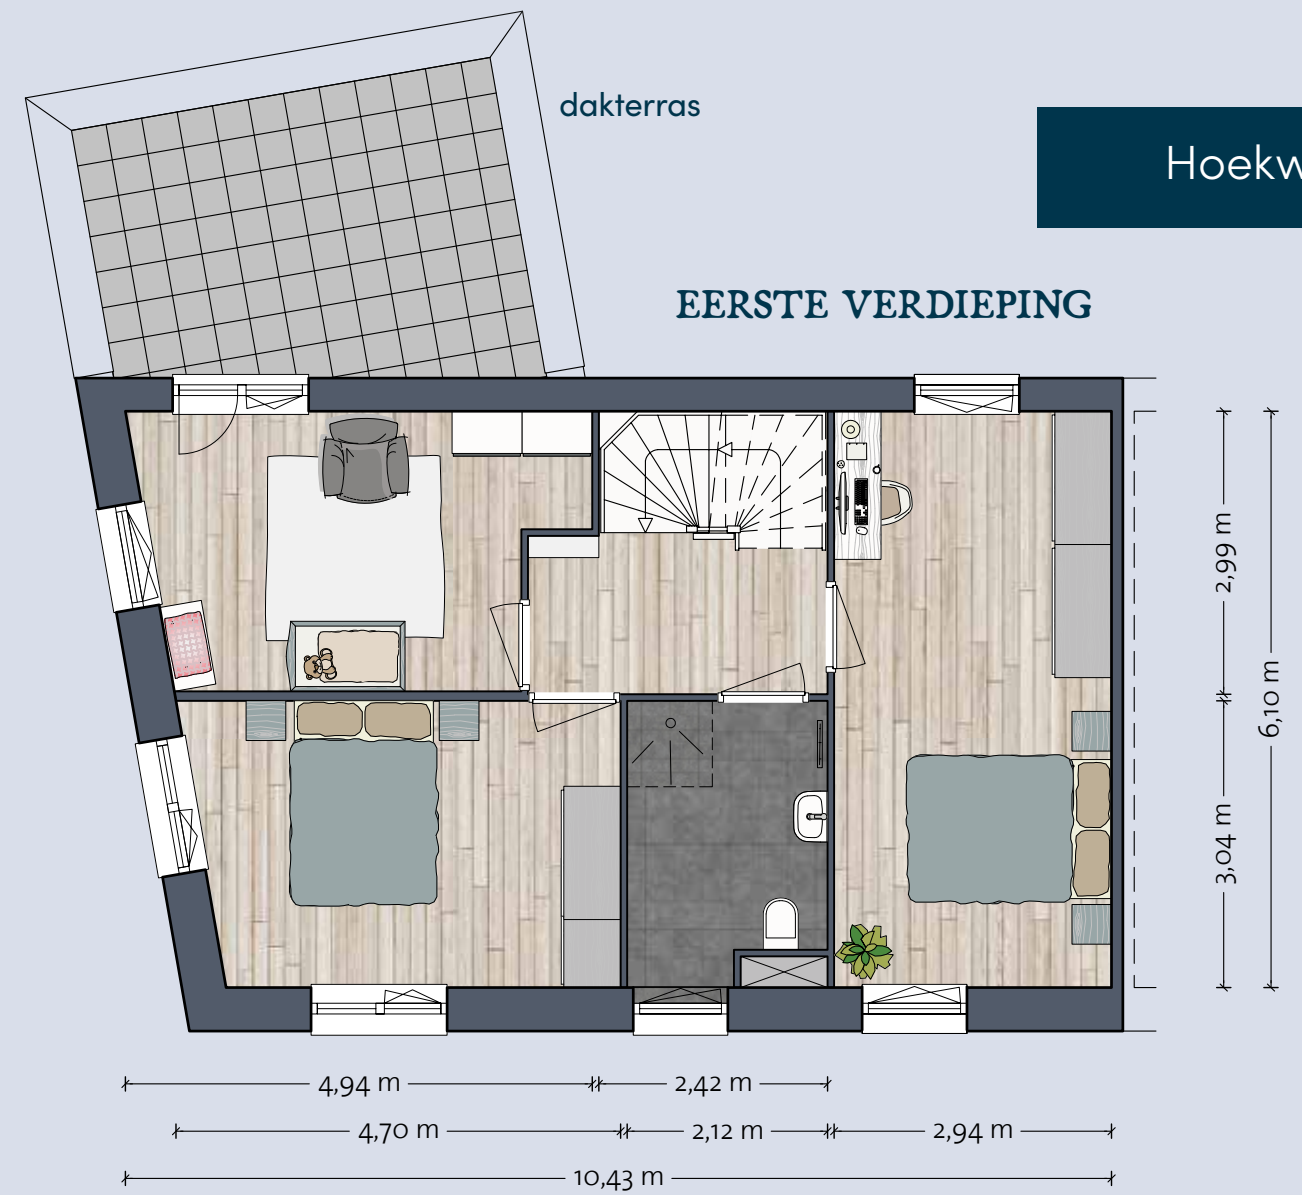 dakterras
Hoekw
EERSTE VERDIEPING
2,99 m
6,10 m
3,04 m
4,94 m
2,42 m
4,70 m
2,12 m
2,94 m
10,43 m